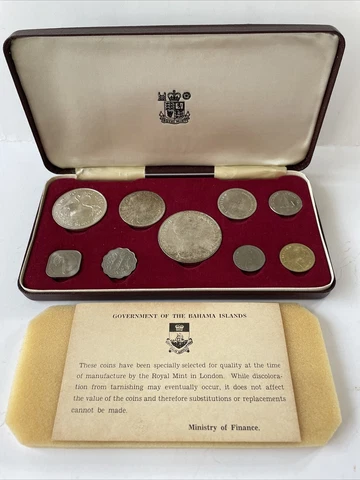 GOVERNMENT OF THE BAHAMA ISLANDS
These coins have been specially selected for quality at the time
of manufacture by the Royal Mint in London. While discolora-
tion from tarnishing may eventually occur, it does not affect
the value of the coins and therefore substitutions or replacements
cannot be made.
Ministry of Finance.